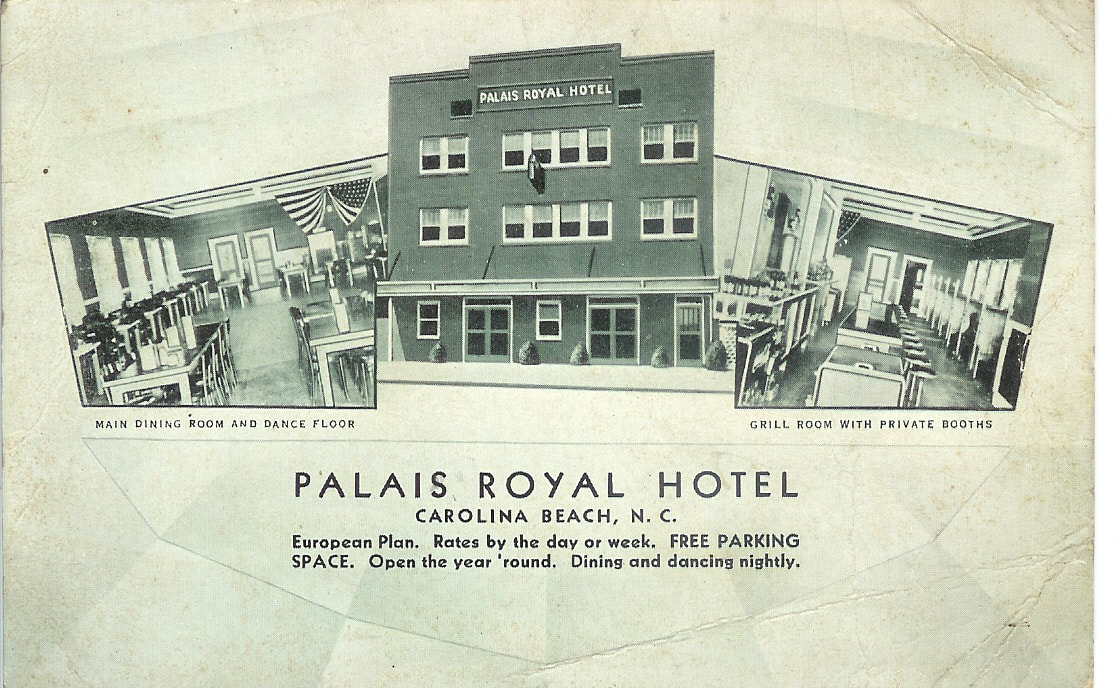 PALAIS ROYAL HOTEL
MAIN DINING ROOM AND DANCE FLOOR
GRILL ROOM WITH PRIVATE BOOTHS
PALAIS ROYAL HOTEL
CAROLINA BEACH, N. C.
European Plan. Rates by the day or week. FREE PARKING
SPACE. Open the year 'round. Dining and dancing nightly.